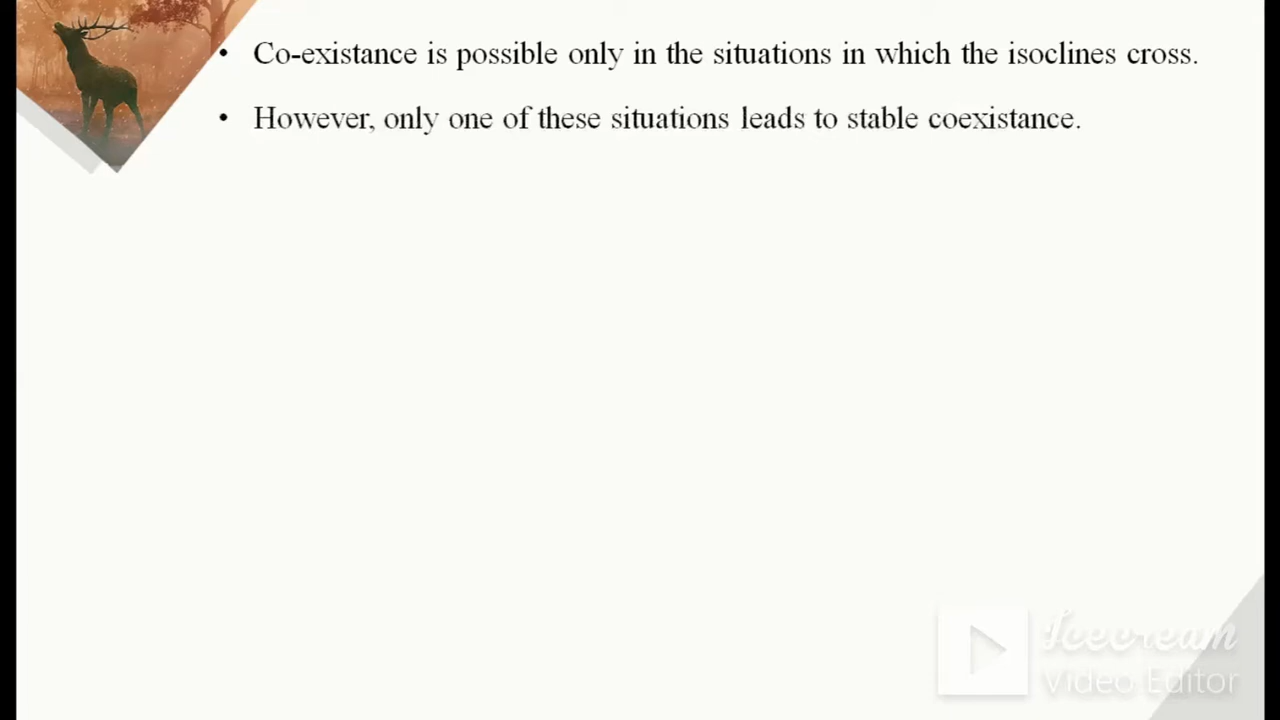 • Co-existance is possible only in the situations in which the isoclines cross.
• However, only one of these situations leads to stable coexistance.
Icecream
Video Editor